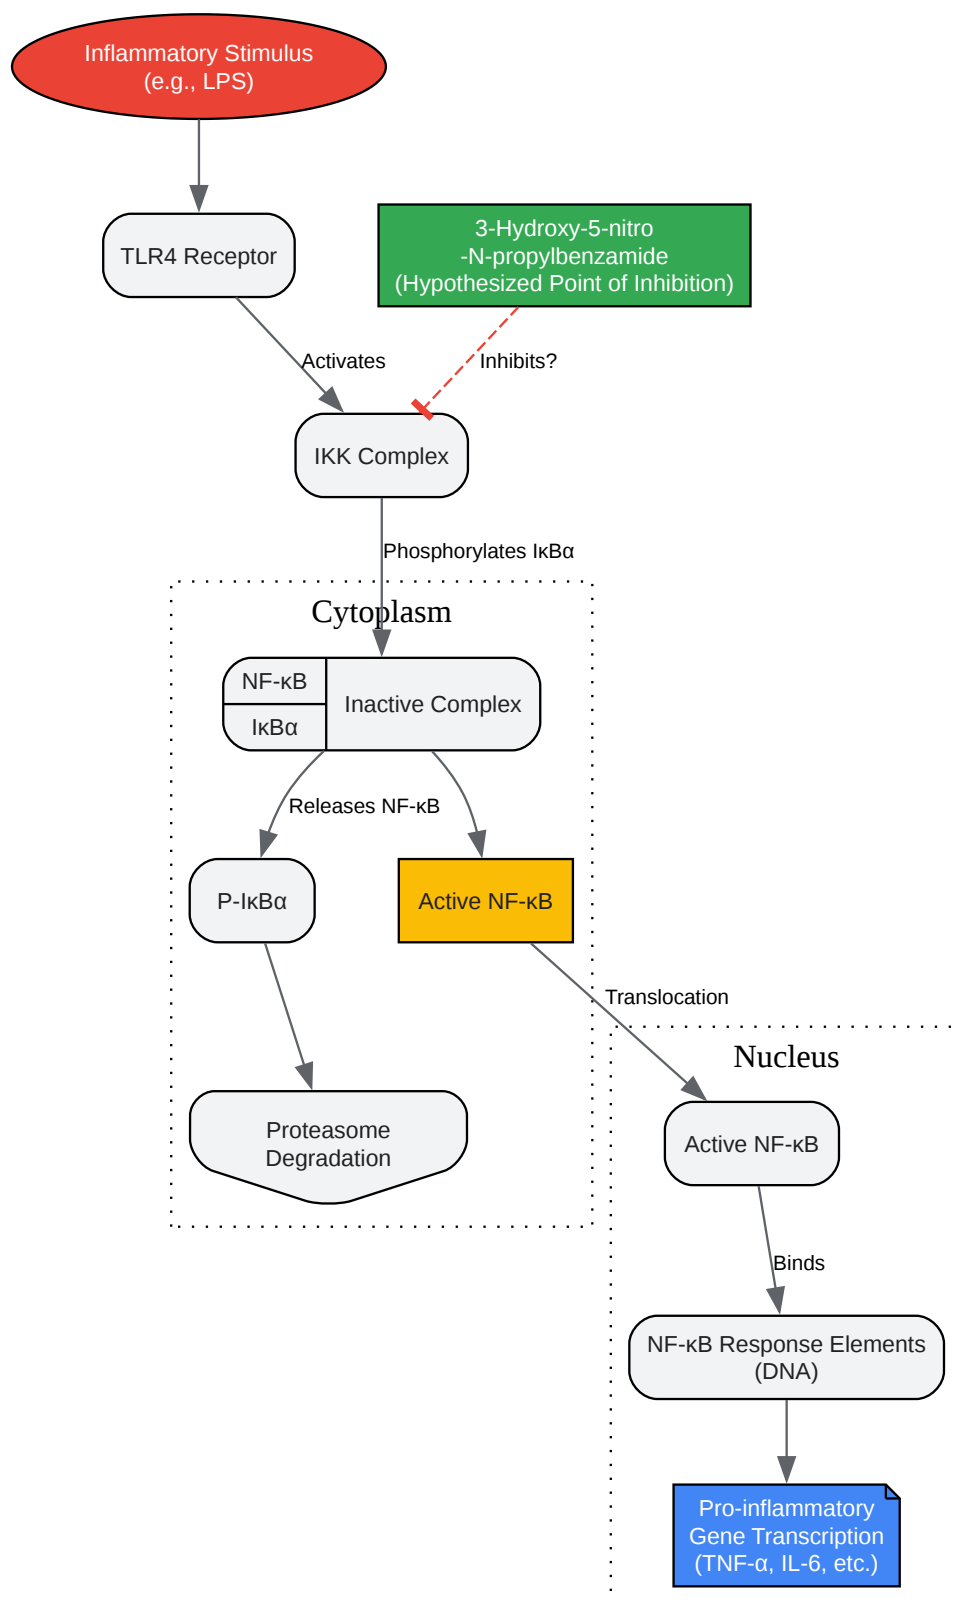 Inflammatory Stimulus
(e.g., LPS)
TLR4 Receptor
3-Hydroxy-5-nitro
-N-propylbenzamide
(Hypothesized Point of Inhibition)
Activates
Inhibits?
IKK Complex
Phosphorylates IκBα
Cytoplasm
NF-κB
IκBα
Inactive Complex
Releases NF-κB
P-IκBα
Active NF-κB
Translocation
Nucleus
Proteasome
Degradation
Active NF-κB
Binds
NF-κB Response Elements
(DNA)
Pro-inflammatory
Gene Transcription
(TNF-α, IL-6, etc.)